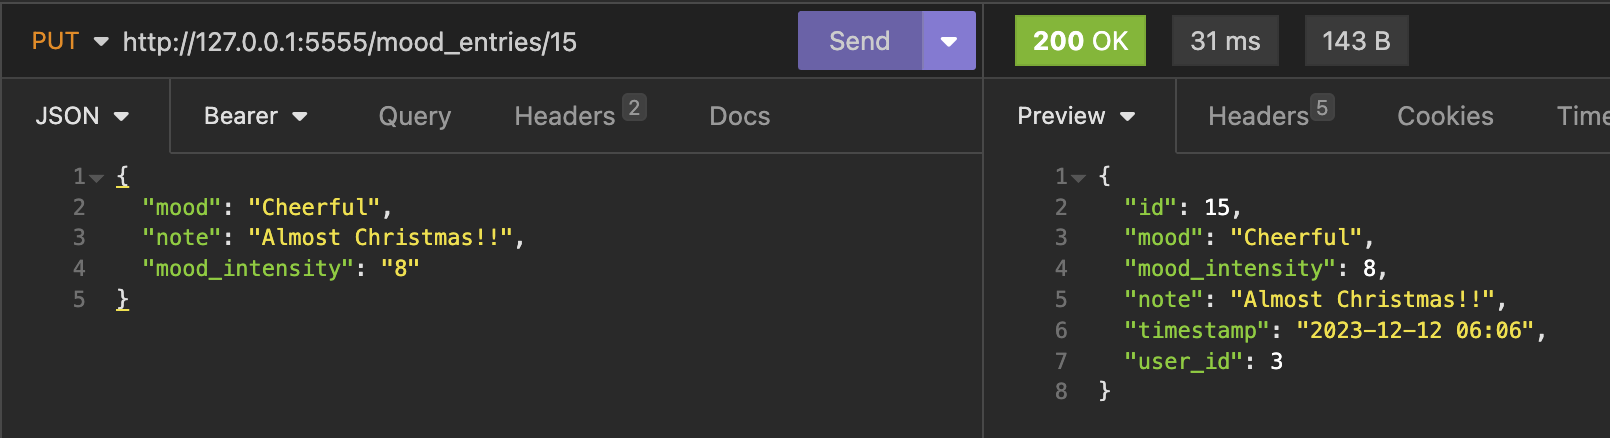 PUT http://127.0.0.1:5555/mood_entries/15 Send
200 OK 31 ms 143 B
JSON Bearer Query Headers 2 Docs
Preview Headers 5 Cookies Time
1 {
2 "mood": "Cheerful",
3 "note": "Almost Christmas!!",
4 "mood_intensity": "8"
5 }
1 {
2 "id": 15,
3 "mood": "Cheerful",
4 "mood_intensity": 8,
5 "note": "Almost Christmas!!",
6 "timestamp": "2023-12-12 06:06",
7 "user_id": 3
8 }